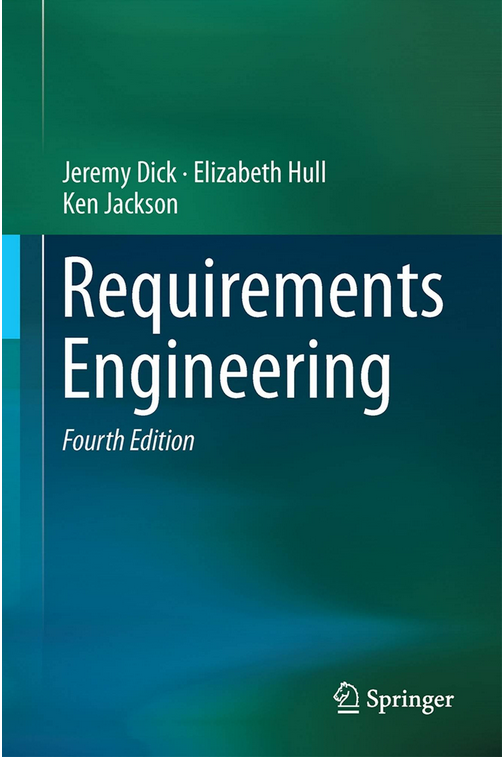 Jeremy Dick · Elizabeth Hull
Ken Jackson
Requirements
Engineering
Fourth Edition
Springer